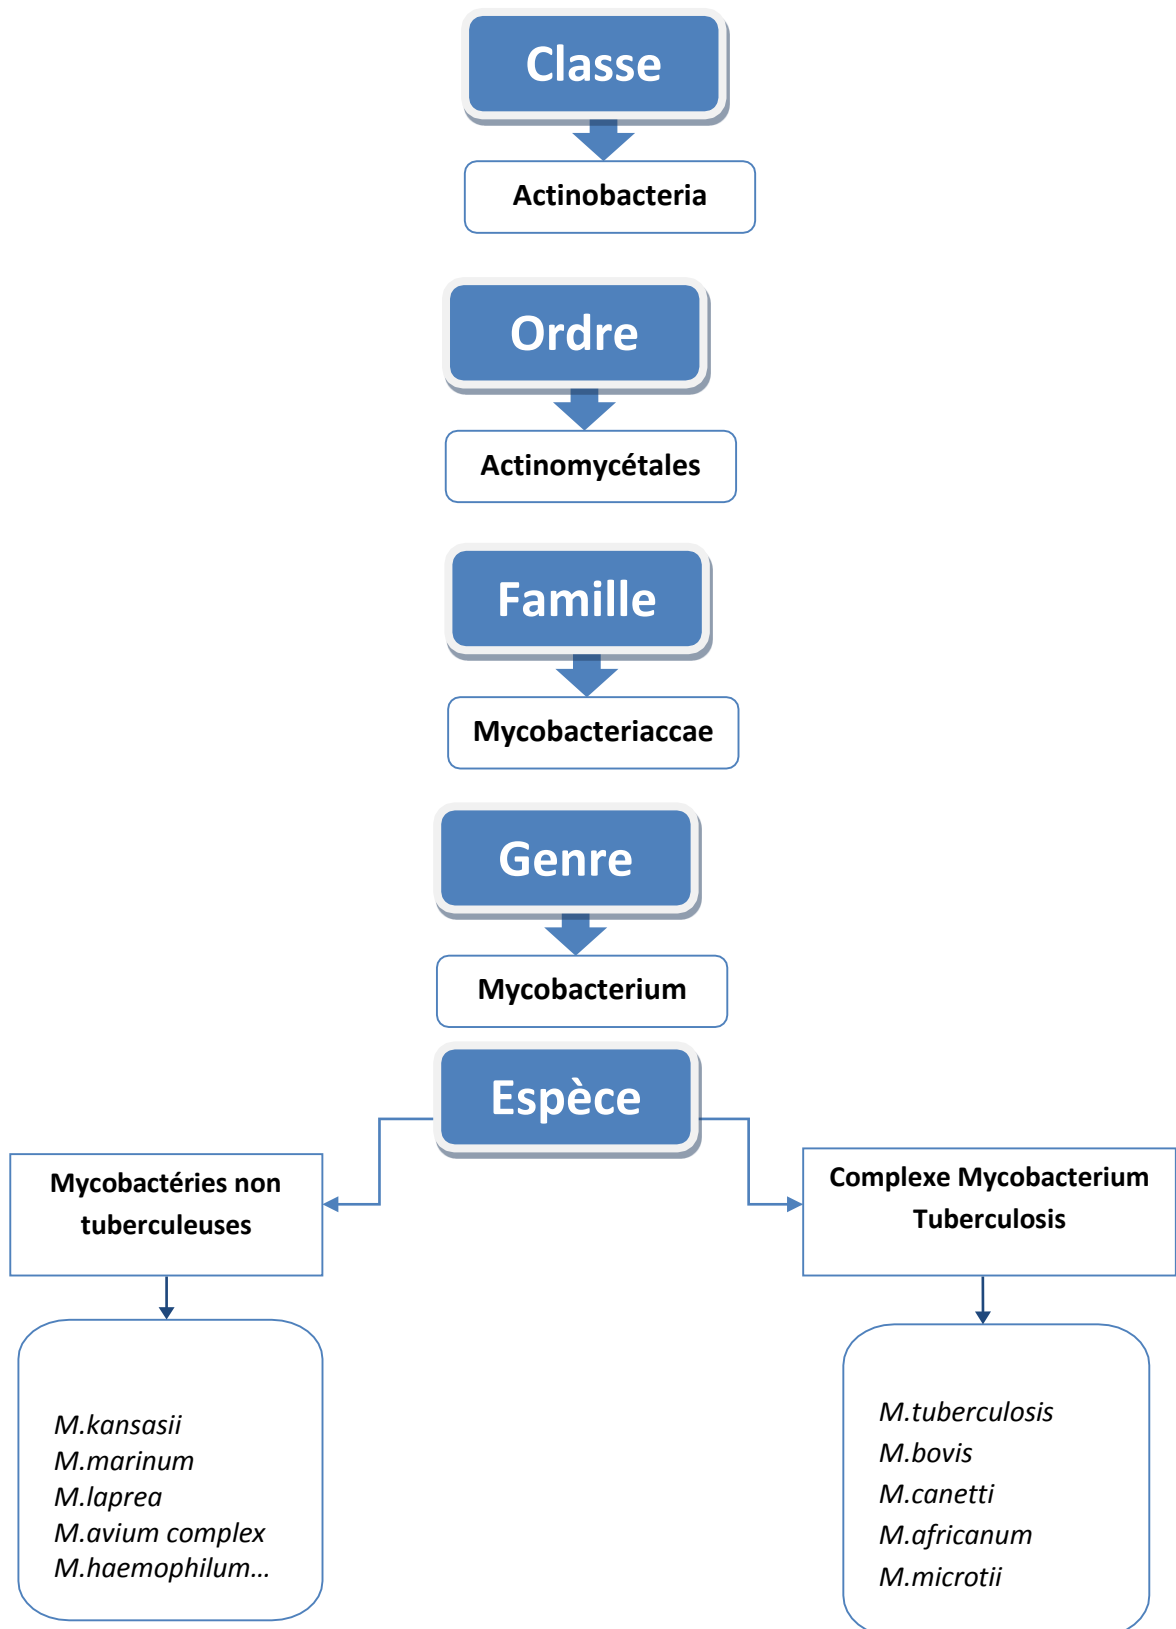 Classe
Actinobacteria
Ordre
Actinomycétales
Famille
Mycobacteriaccae
Genre
Mycobacterium
Espèce
Mycobactéries non
tuberculeuses
M.kansasii
M.marinum
M.laprea
M.avium complex
M.haemophilum...
Complexe Mycobacterium
Tuberculosis
M.tuberculosis
M.bovis
M.canetti
M.africanum
M.microtii